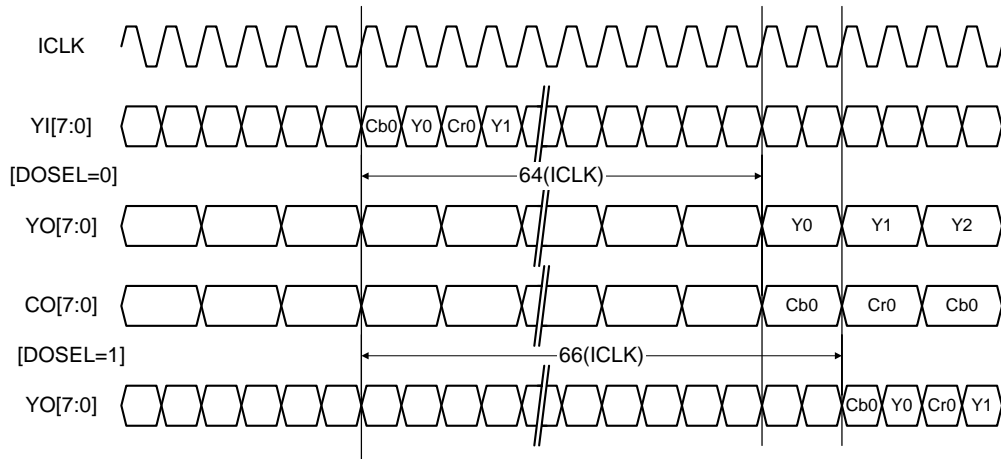 ICLK
YI[7:0] Cb0 Y0 Cr0 Y1
[DOSEL=0] 64(ICLK)
YO[7:0] Y0 Y1 Y2
CO[7:0] Cb0 Cr0 Cb0
[DOSEL=1] 66(ICLK)
YO[7:0] Cb0 Y0 Cr0 Y1